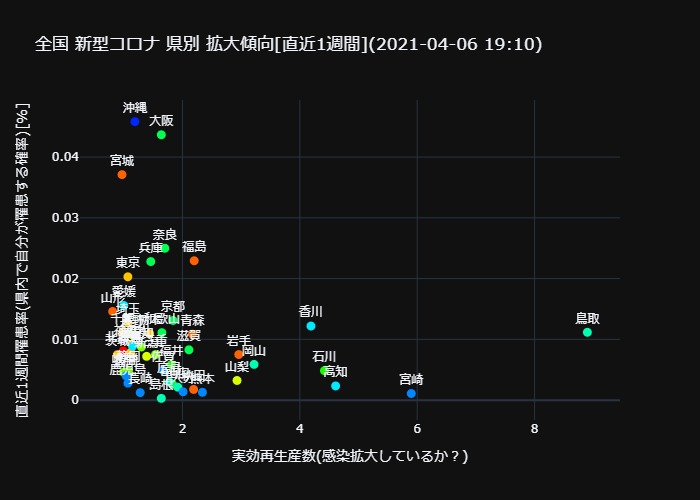 全国 新型コロナ 県別 拡大傾向[直近1週間](2021-04-06 19:10)
直近1週間罹患率(県内で自分が罹患する確率)[%]
沖縄
大阪
0.04
宮城
0.03
奈良
兵庫
福島
東京
0.02
愛媛
山形
埼玉
京都
香川
鳥取
青森
滋賀
0.01
岩手
岡山
福井
石川
山梨
高知
宮崎
長崎
島根
熊本
0
2
4
6
8
実効再生産数(感染拡大しているか？)